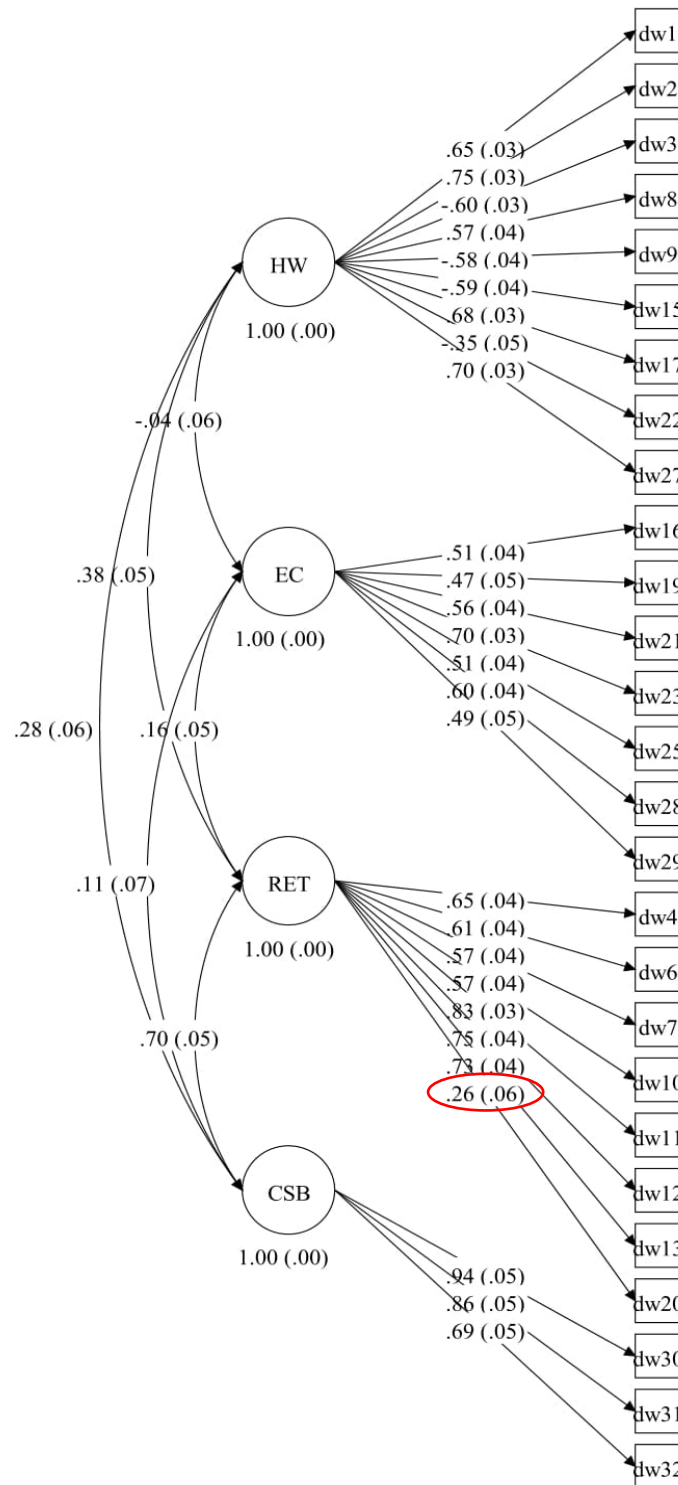 dw1
dw2
dw3
dw8
dw9
dw15
dw17
dw22
dw27
.65 (.03)
.75 (.03)
-.60 (.03)
.57 (.04)
-.58 (.04)
-.59 (.04)
.68 (.03)
-.35 (.05)
.70 (.03)
HW
1.00 (.00)
-.04 (.06)
dw16
dw19
dw21
dw23
dw25
dw28
dw29
.51 (.04)
.47 (.05)
.56 (.04)
.70 (.03)
.51 (.04)
.60 (.04)
.49 (.05)
EC
1.00 (.00)
.38 (.05)
.28 (.06)
.16 (.05)
.11 (.07)
RET
1.00 (.00)
.65 (.04)
.61 (.04)
.57 (.04)
.57 (.04)
.83 (.03)
.75 (.04)
.73 (.04)
.26 (.06)
dw4
dw6
dw7
dw10
dw11
dw12
dw13
dw20
.70 (.05)
CSB
1.00 (.00)
.94 (.05)
.86 (.05)
.69 (.05)
dw30
dw31
dw32